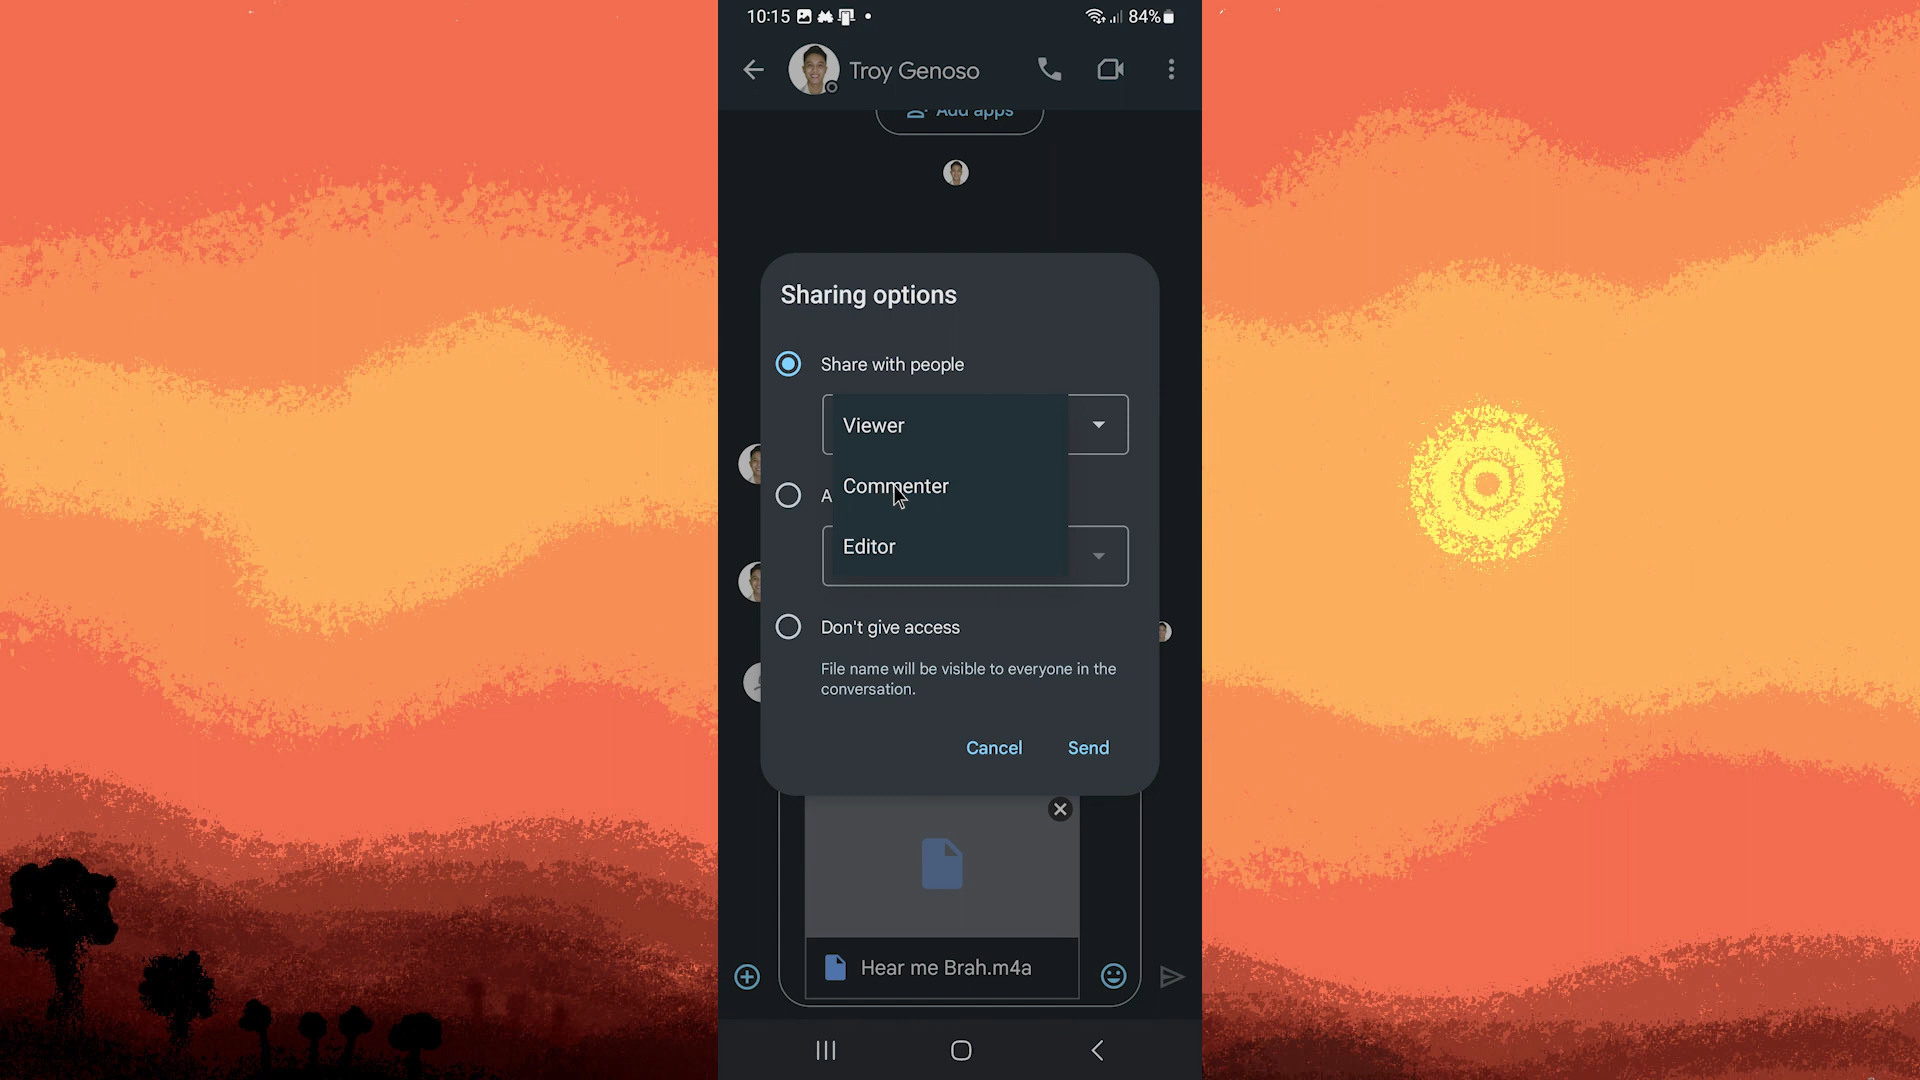 10:15
84%
Troy Genoso
Add apps
Sharing options
Share with people
Viewer
Commenter
A
Editor
Don't give access
File name will be visible to everyone in the
conversation.
Cancel
Send
Hear me Brah.m4a